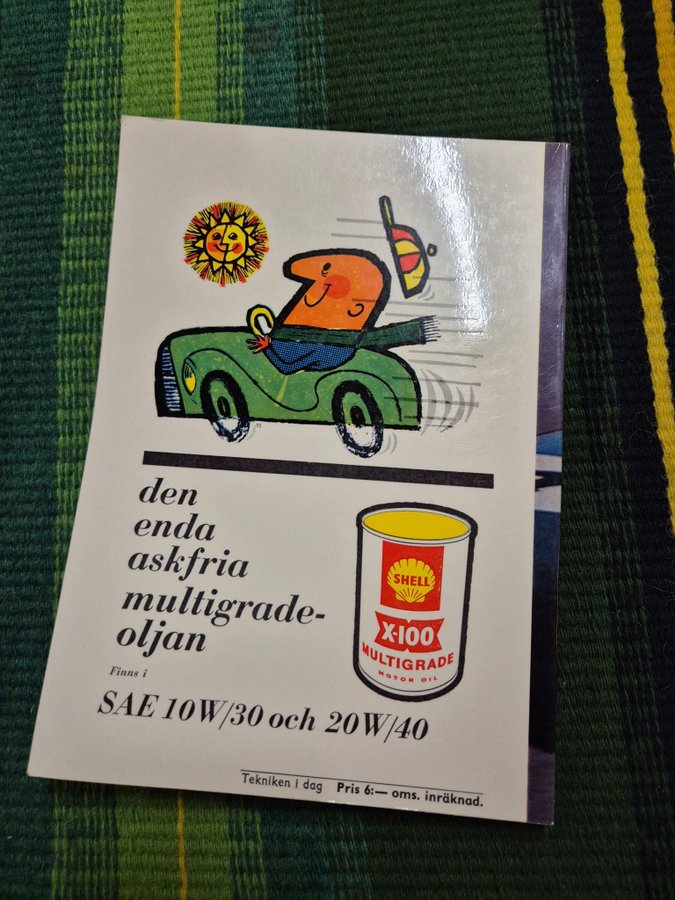 den
enda
askfria
multigrade-
oljan
Finns i
SAE 10W/30 och 20W/40
SHELL
X-100
MULTIGRADE
MOTOR OIL
Tekniken i dag Pris 6:— oms. inräknad.